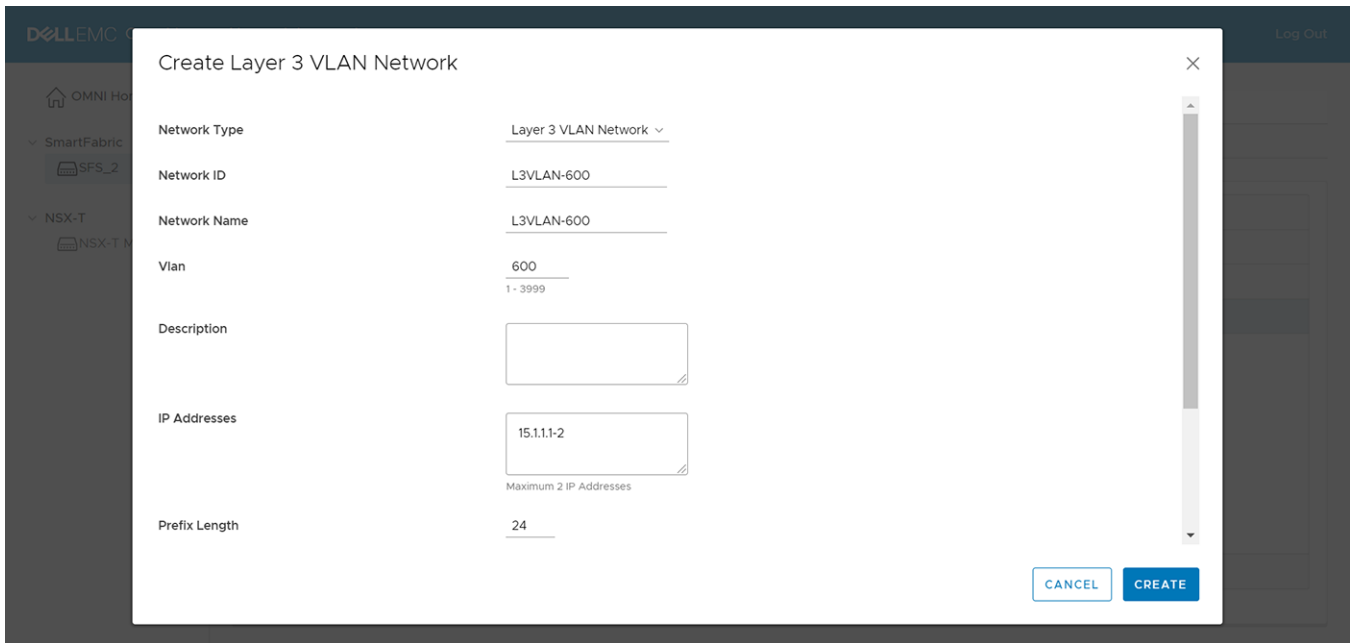 DELLEMC
Log Out
Create Layer 3 VLAN Network
OMNI
SmartFabric
SFS_2
NSX-T
NSX-T
Network Type
Layer 3 VLAN Network
Network ID
L3VLAN-600
Network Name
L3VLAN-600
Vlan
600
1 - 3999
Description
IP Addresses
15.1.1.1-2
Maximum 2 IP Addresses
Prefix Length
24
CANCEL
CREATE